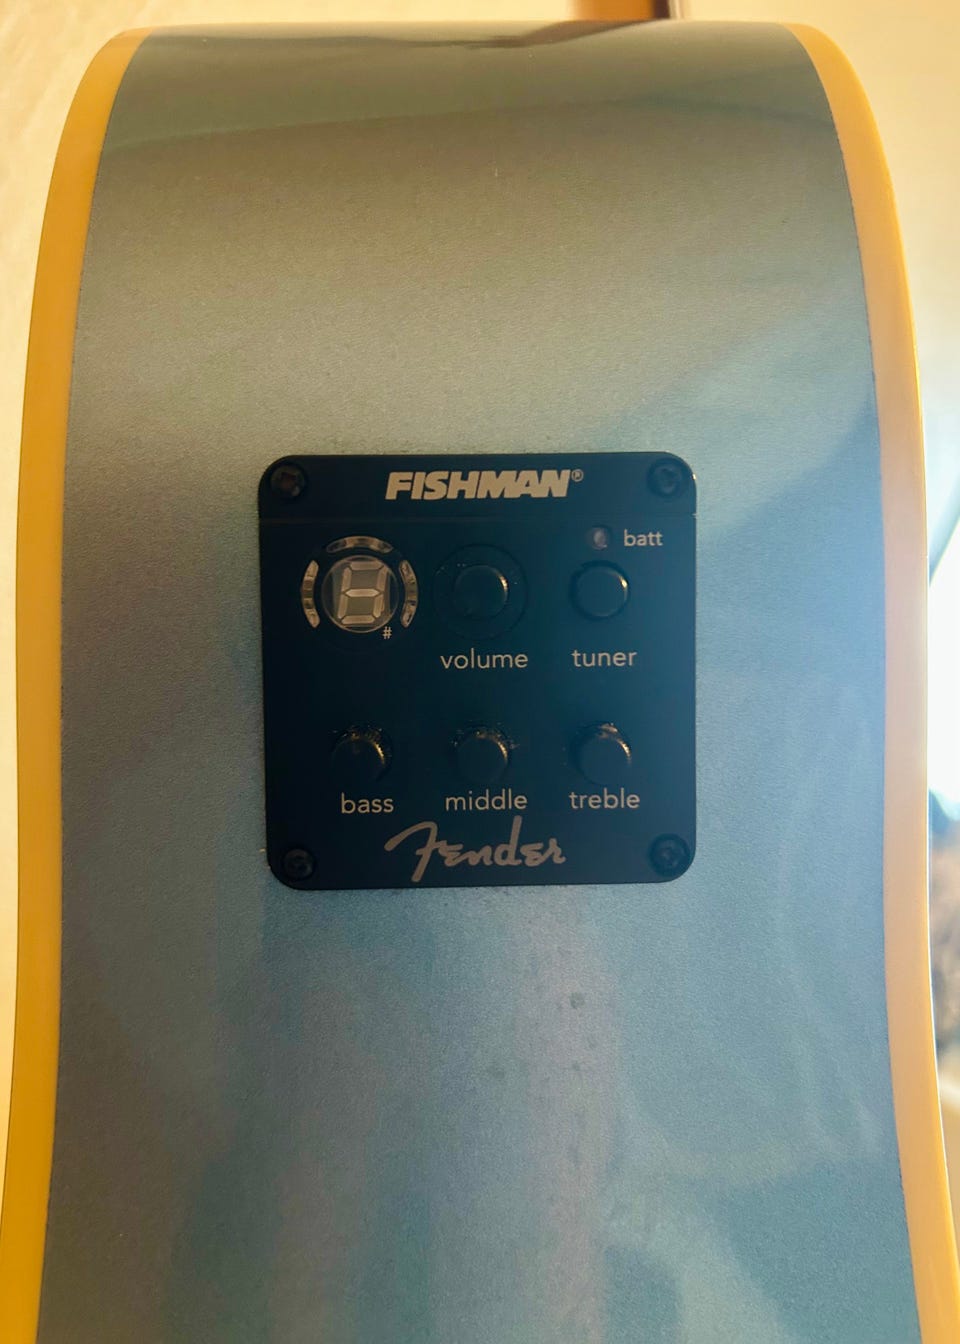 FISHMAN®
batt
#
volume tuner
bass middle treble
Fender